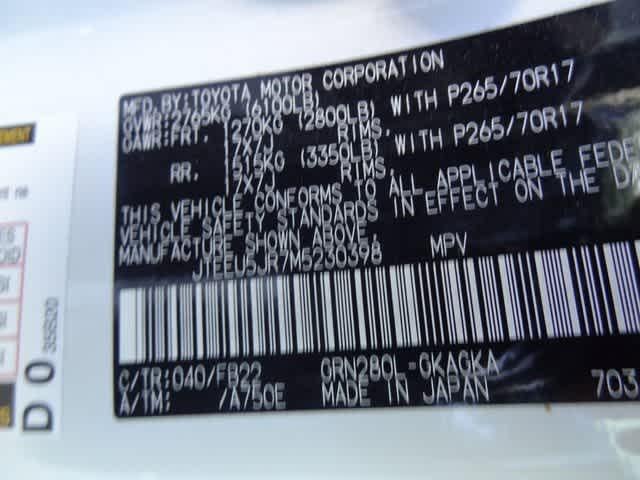 MFD.BY:TOYOTA MOTOR CORPORATION
GVWR:2765KG (6100LB)
GAWR:FRT, 1270KG (2800LB) WITH P265/70R17
17X7J RIMS,
RR, 1515KG (3350LB) WITH P265/70R17
17X7J RIMS,
THIS VEHICLE CONFORMS TO ALL APPLICABLE FEDE
VEHICLE SAFETY STANDARDS IN EFFECT ON THE DA
MANUFACTURE SHOWN ABOVE.
JTEEU5JR7M5230398 MPV
C/TR:040/FB22 GRN280L-GKAGKA
A/TM: /A750E MADE IN JAPAN 703
D0